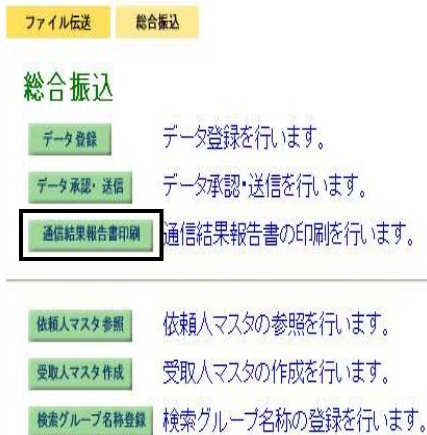 ファイル伝送 総合振込
総合振込
データ登録 データ登録を行います。
データ承認・送信 データ承認・送信を行います。
通信結果報告書印刷 通信結果報告書の印刷を行います。
依頼人マスタ参照 依頼人マスタの参照を行います。
受取人マスタ作成 受取人マスタの作成を行います。
検索グループ名称登録 検索グループ名称の登録を行います。